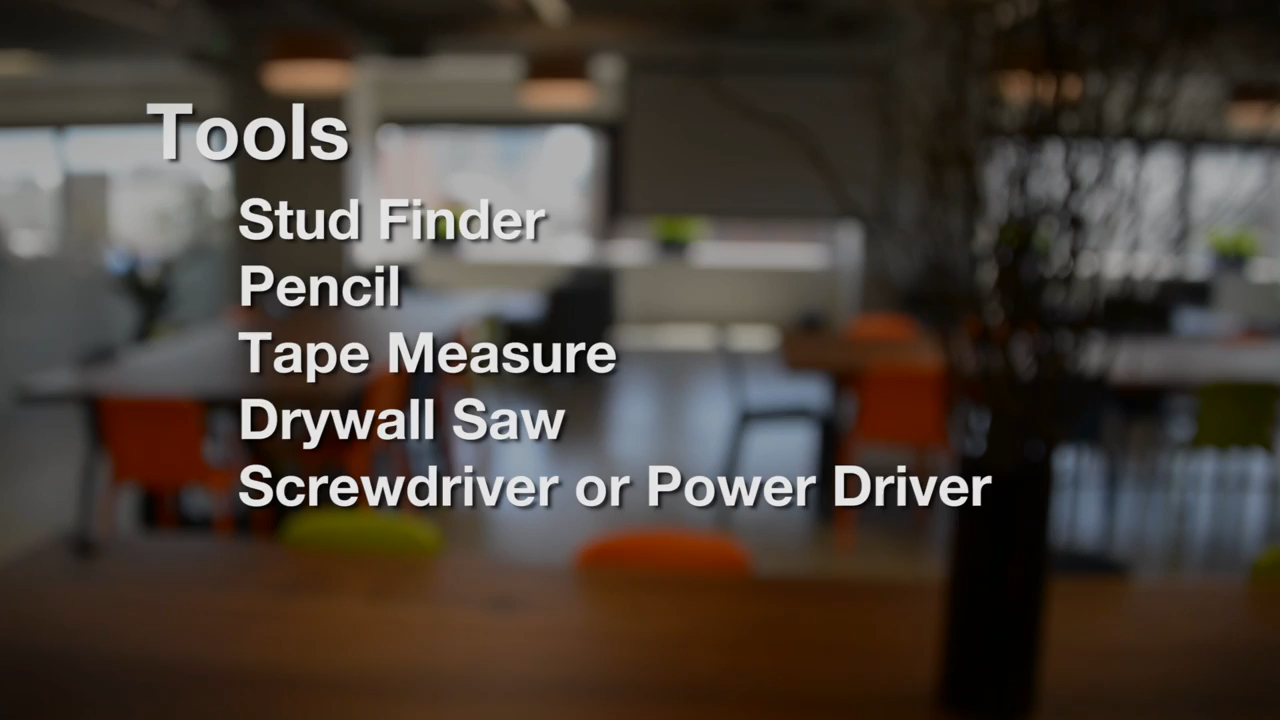 Tools
Stud Finder
Pencil
Tape Measure
Drywall Saw
Screwdriver or Power Driver